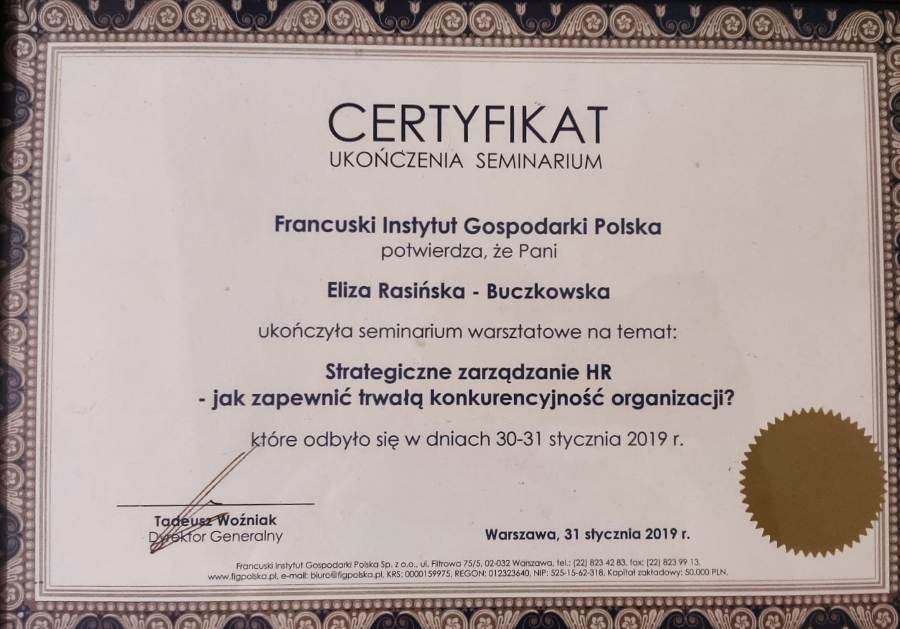 CERTYFIKAT
UKOŃCZENIA SEMINARIUM
Francuski Instytut Gospodarki Polska
potwierdza, że Pani
Eliza Rasińska - Buczkowska
ukończyła seminarium warsztatowe na temat:
Strategiczne zarządzanie HR
- jak zapewnić trwałą konkurencyjność organizacji?
które odbyło się w dniach 30-31 stycznia 2019 r.
Tadeusz Woźniak
Dyrektor Generalny
Warszawa, 31 stycznia 2019 r.
Francuski Instytut Gospodarki Polska Sp. z o.o., ul. Filtrowa 75/5, 02-032 Warszawa, tel.: (22) 823 42 83, fax: (22) 823 99 13,
www.figpolska.pl, e-mail: biuro@figpolska.pl, KRS: 0000159975, REGON: 012323640, NIP: 525-15-62-318, Kapitał zakładowy: 50.000 PLN.